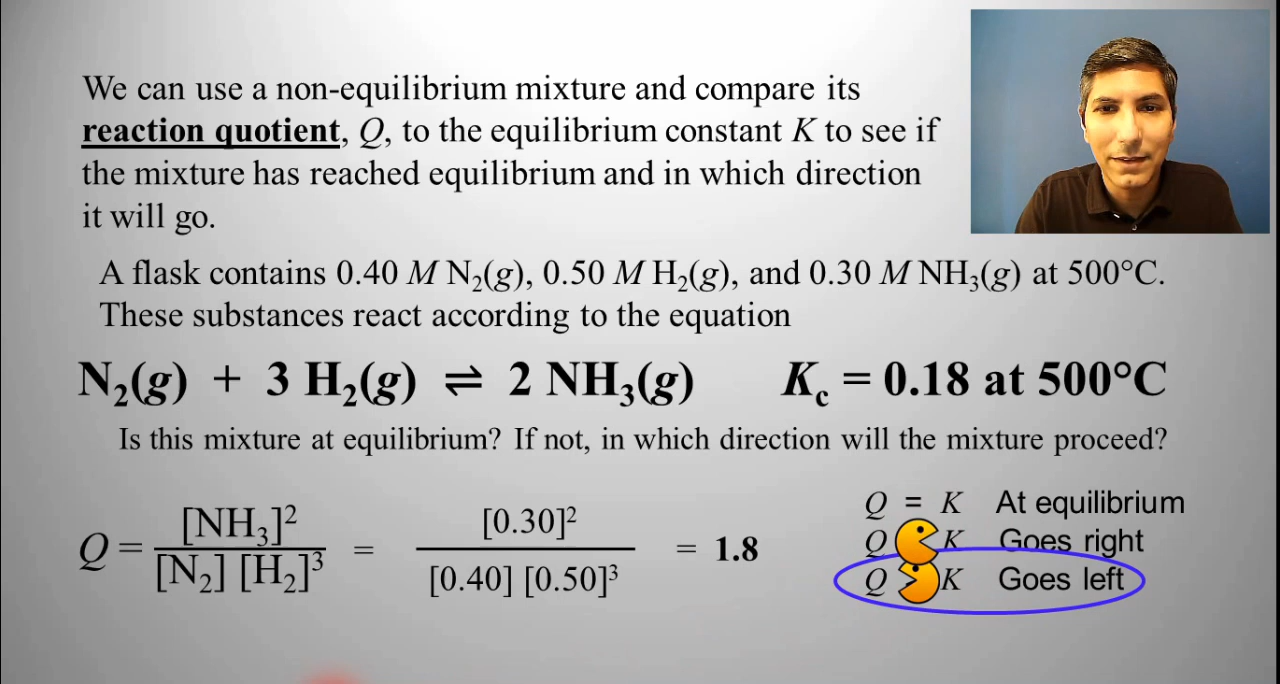 We can use a non-equilibrium mixture and compare its
reaction quotient, Q, to the equilibrium constant K to see if
the mixture has reached equilibrium and in which direction
it will go.
A flask contains 0.40 M N₂(g), 0.50 M H₂(g), and 0.30 M NH₃(g) at 500°C.
These substances react according to the equation
N₂(g) + 3 H₂(g) ⇌ 2 NH₃(g) K꜀ = 0.18 at 500°C
Is this mixture at equilibrium? If not, in which direction will the mixture proceed?
Q = [NH₃]² / [N₂] [H₂]³ = [0.30]² / [0.40] [0.50]³ = 1.8
Q = K At equilibrium
Q < K Goes right
Q > K Goes left